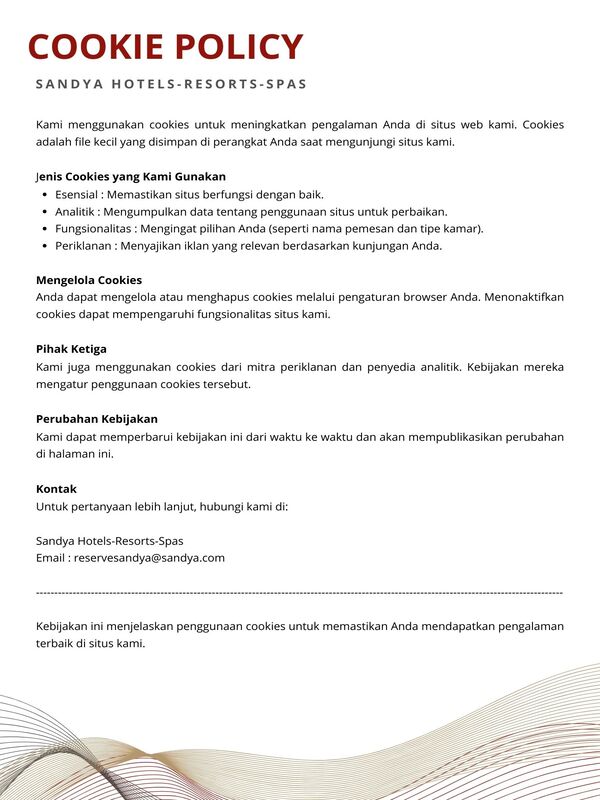 COOKIE POLICY
SANDYA HOTELS-RESORTS-SPAS
Kami menggunakan cookies untuk meningkatkan pengalaman Anda di situs web kami. Cookies
adalah file kecil yang disimpan di perangkat Anda saat mengunjungi situs kami.
Jenis Cookies yang Kami Gunakan
• Esensial : Memastikan situs berfungsi dengan baik.
• Analitik : Mengumpulkan data tentang penggunaan situs untuk perbaikan.
• Fungsionalitas : Mengingat pilihan Anda (seperti nama pemesan dan tipe kamar).
• Periklanan : Menyajikan iklan yang relevan berdasarkan kunjungan Anda.
Mengelola Cookies
Anda dapat mengelola atau menghapus cookies melalui pengaturan browser Anda. Menonaktifkan
cookies dapat mempengaruhi fungsionalitas situs kami.
Pihak Ketiga
Kami juga menggunakan cookies dari mitra periklanan dan penyedia analitik. Kebijakan mereka
mengatur penggunaan cookies tersebut.
Perubahan Kebijakan
Kami dapat memperbarui kebijakan ini dari waktu ke waktu dan akan mempublikasikan perubahan
di halaman ini.
Kontak
Untuk pertanyaan lebih lanjut, hubungi kami di:
Sandya Hotels-Resorts-Spas
Email : reservesandya@sandya.com
Kebijakan ini menjelaskan penggunaan cookies untuk memastikan Anda mendapatkan pengalaman
terbaik di situs kami.